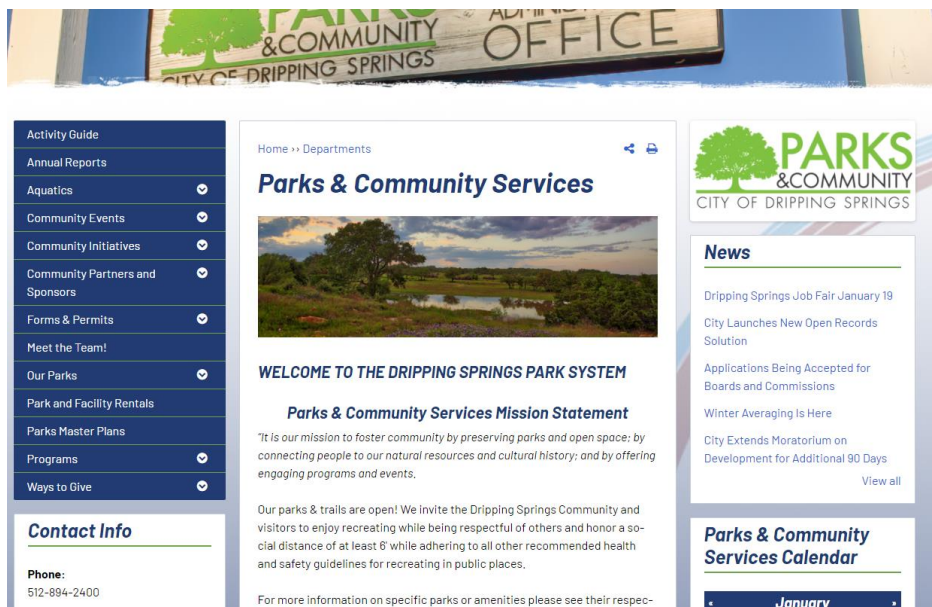 PARKS
&COMMUNITY
CITY OF DRIPPING SPRINGS
OFFICE
Activity Guide
Annual Reports
Aquatics
Community Events
Community Initiatives
Community Partners and
Sponsors
Forms & Permits
Meet the Team!
Our Parks
Park and Facility Rentals
Parks Master Plans
Programs
Ways to Give
Contact Info
Phone:
512-894-2400
Home ›› Departments
Parks & Community Services
WELCOME TO THE DRIPPING SPRINGS PARK SYSTEM
Parks & Community Services Mission Statement
"It is our mission to foster community by preserving parks and open space; by
connecting people to our natural resources and cultural history; and by offering
engaging programs and events.
Our parks & trails are open! We invite the Dripping Springs Community and
visitors to enjoy recreating while being respectful of others and honor a so-
cial distance of at least 6' while adhering to all other recommended health
and safety guidelines for recreating in public places.
For more information on specific parks or amenities please see their respec-
PARKS
&COMMUNITY
CITY OF DRIPPING SPRINGS
News
Dripping Springs Job Fair January 19
City Launches New Open Records
Solution
Applications Being Accepted for
Boards and Commissions
Winter Averaging Is Here
City Extends Moratorium on
Development for Additional 90 Days
View all
Parks & Community
Services Calendar
« January »